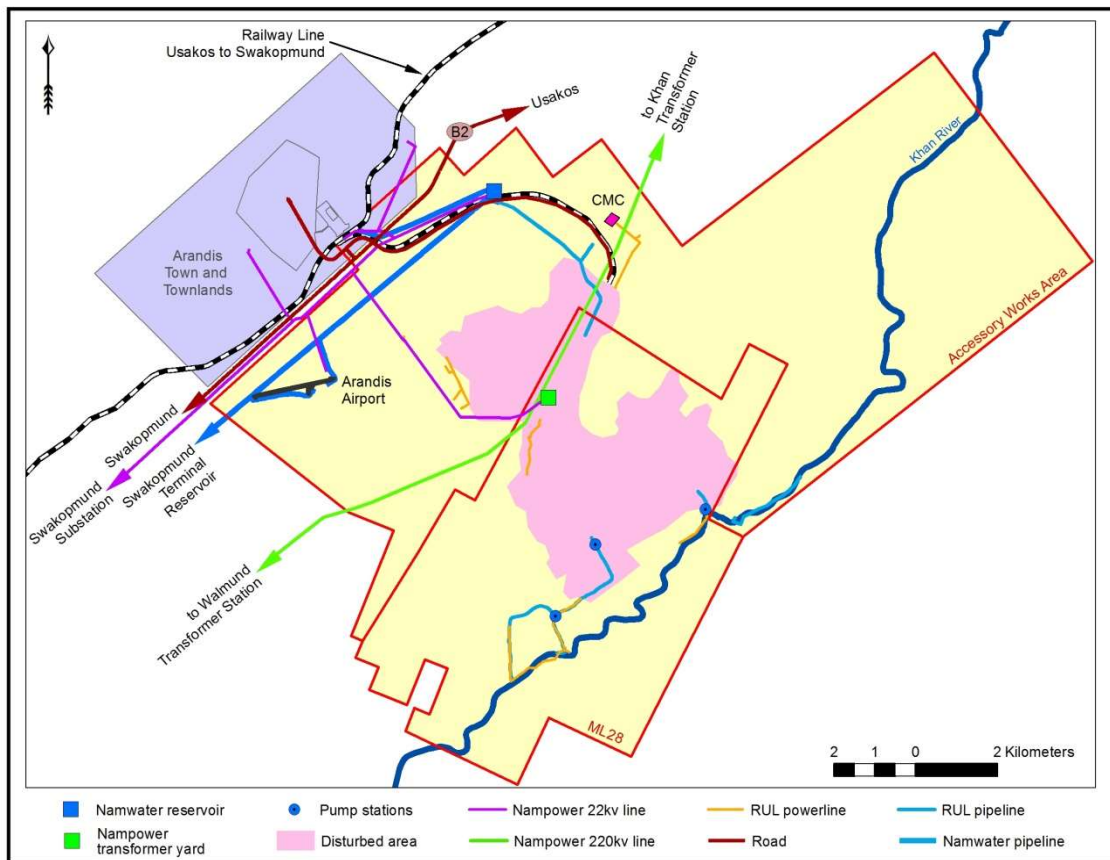 Railway Line
Usakos to Swakopmund
Usakos
B2
to Khan
Transformer
Station
Khan River
CMC
Arandis
Town and
Townlands
Accessory Works Area
Arandis
Airport
Swakopmund
Swakopmund
Terminal
Reservoir
Swakopmund
Substation
to Walmund
Transformer Station
ML28
2 1 0 2 Kilometers
Namwater reservoir
Pump stations
Nampower 22kv line
RUL powerline
RUL pipeline
Nampower
transformer yard
Disturbed area
Nampower 220kv line
Road
Namwater pipeline